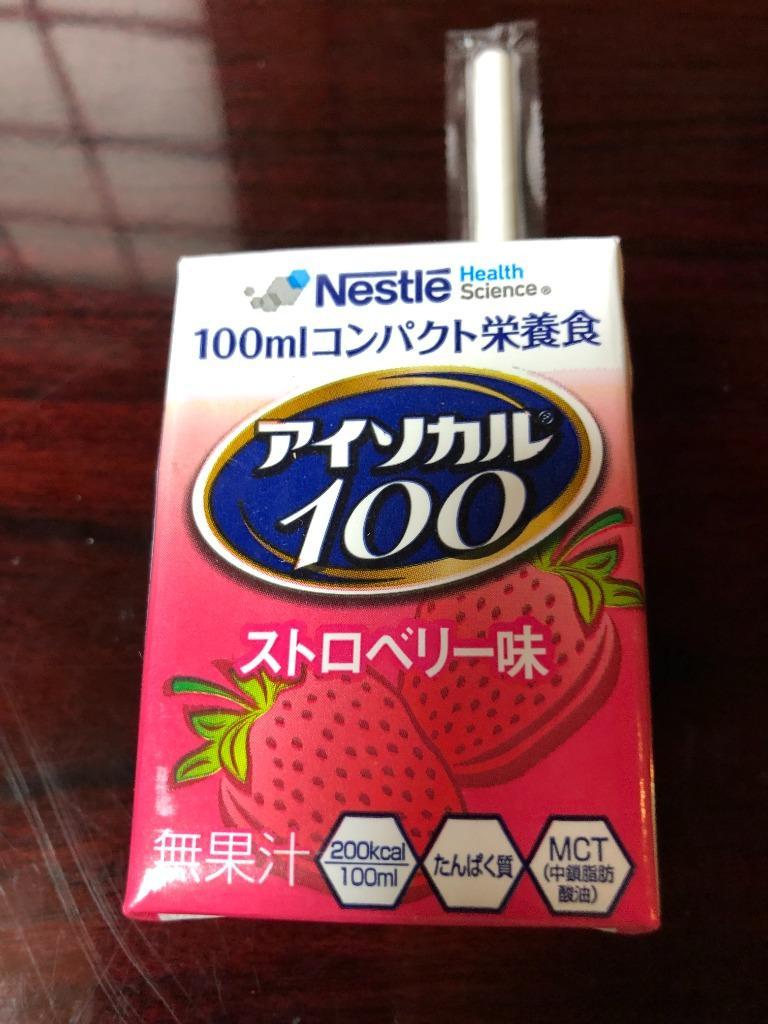 Nestlé Health Science®
100mlコンパクト栄養食
アイソカル®
100
ストロベリー味
無果汁
200kcal
100ml
たんぱく質
MCT
(中鎖脂肪
酸油)